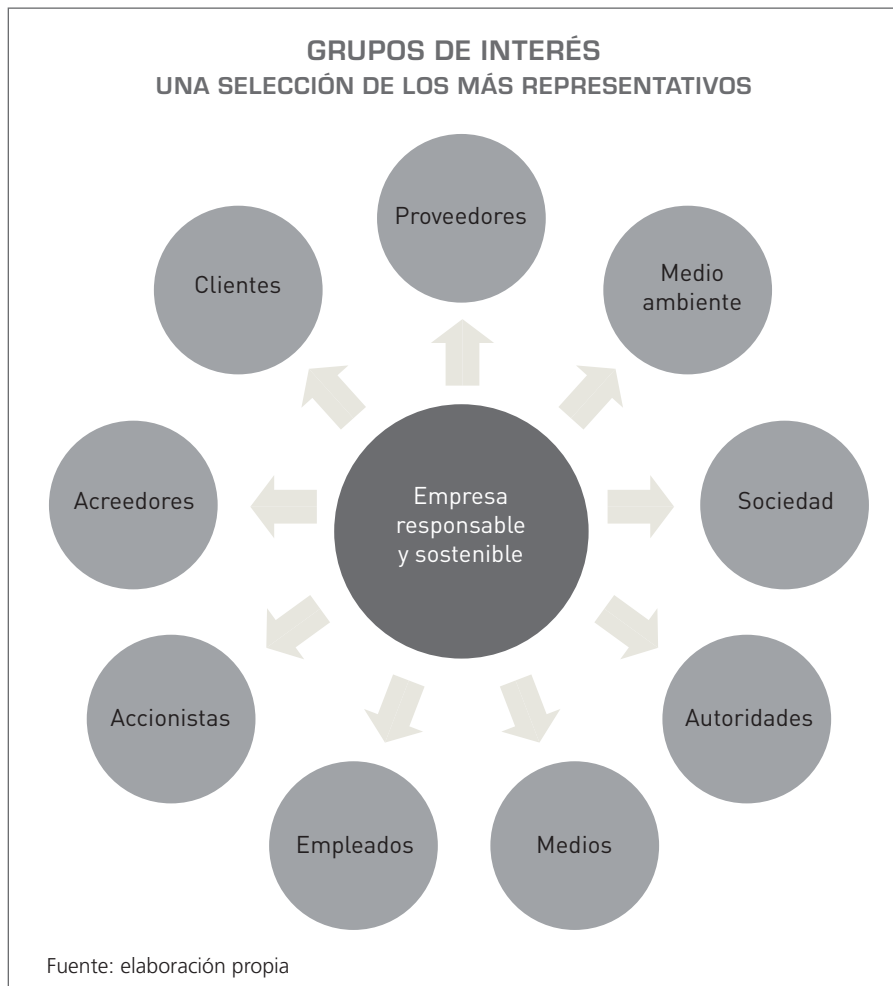 GRUPOS DE INTERÉS
UNA SELECCIÓN DE LOS MÁS REPRESENTATIVOS
Proveedores
Clientes
Medio
ambiente
Acreedores
Empresa
responsable
y sostenible
Sociedad
Accionistas
Autoridades
Empleados
Medios
Fuente: elaboración propia